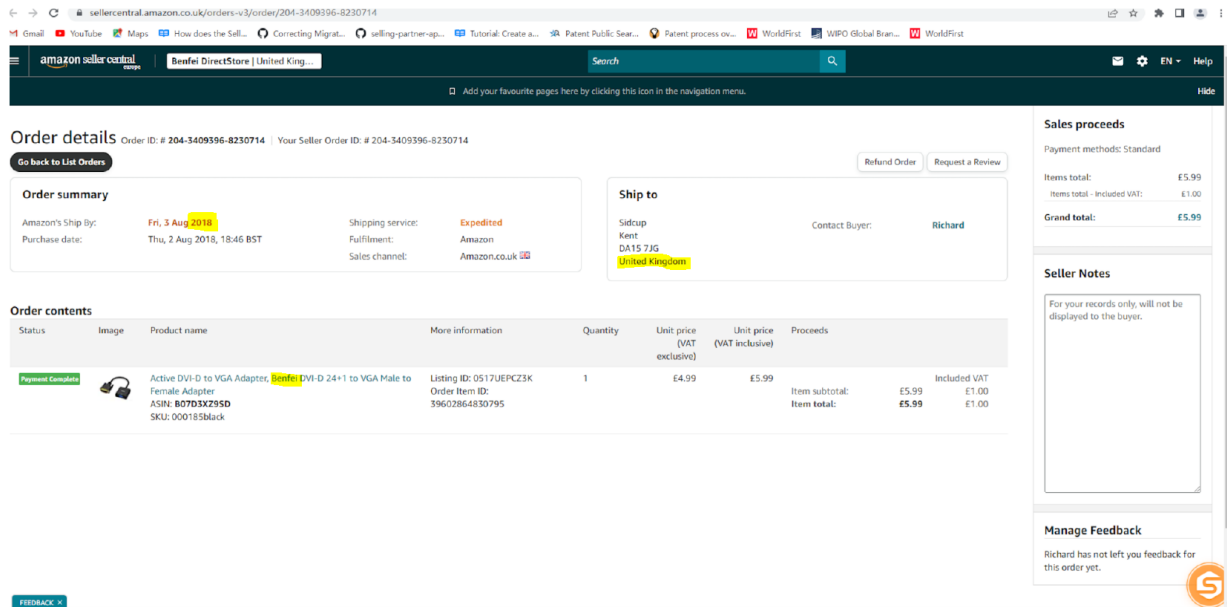 sellercentral.amazon.co.uk/orders-v3/order/204-3409396-8230714
Gmail YouTube Maps How does the Sell... Correcting Migrat... selling-partner-ap... Tutorial: Create a... Patent Public Sear... Patent process ov... WorldFirst WIPO Global Bran... WorldFirst
amazon seller central europe Benfei DirectStore | United King... Search EN Help
Add your favourite pages here by clicking this icon in the navigation menu. Hide
Order details Order ID: # 204-3409396-8230714 Your Seller Order ID: # 204-3409396-8230714
Go back to List Orders Refund Order Request a Review
Order summary
Amazon's Ship By: Fri, 3 Aug 2018 Shipping service: Expedited
Purchase date: Thu, 2 Aug 2018, 18:46 BST Fulfilment: Amazon
Sales channel: Amazon.co.uk
Ship to
Sidcup Contact Buyer: Richard
Kent
DA15 7JG
United Kingdom
Order contents
Status Image Product name More information Quantity Unit price (VAT exclusive) Unit price (VAT inclusive) Proceeds
Payment Complete Active DVI-D to VGA Adapter, Benfei DVI-D 24+1 to VGA Male to Listing ID: 0517UEPCZ3K 1 £4.99 £5.99 Included VAT
Female Adapter Order Item ID: Item subtotal: £5.99 £1.00
ASIN: B07D3XZ9SD 39602864830795 Item total: £5.99 £1.00
SKU: 000185black
Sales proceeds
Payment methods: Standard
Items total: £5.99
Items total - included VAT: £1.00
Grand total: £5.99
Seller Notes
For your records only, will not be
displayed to the buyer.
Manage Feedback
Richard has not left you feedback for
this order yet.
FEEDBACK ×